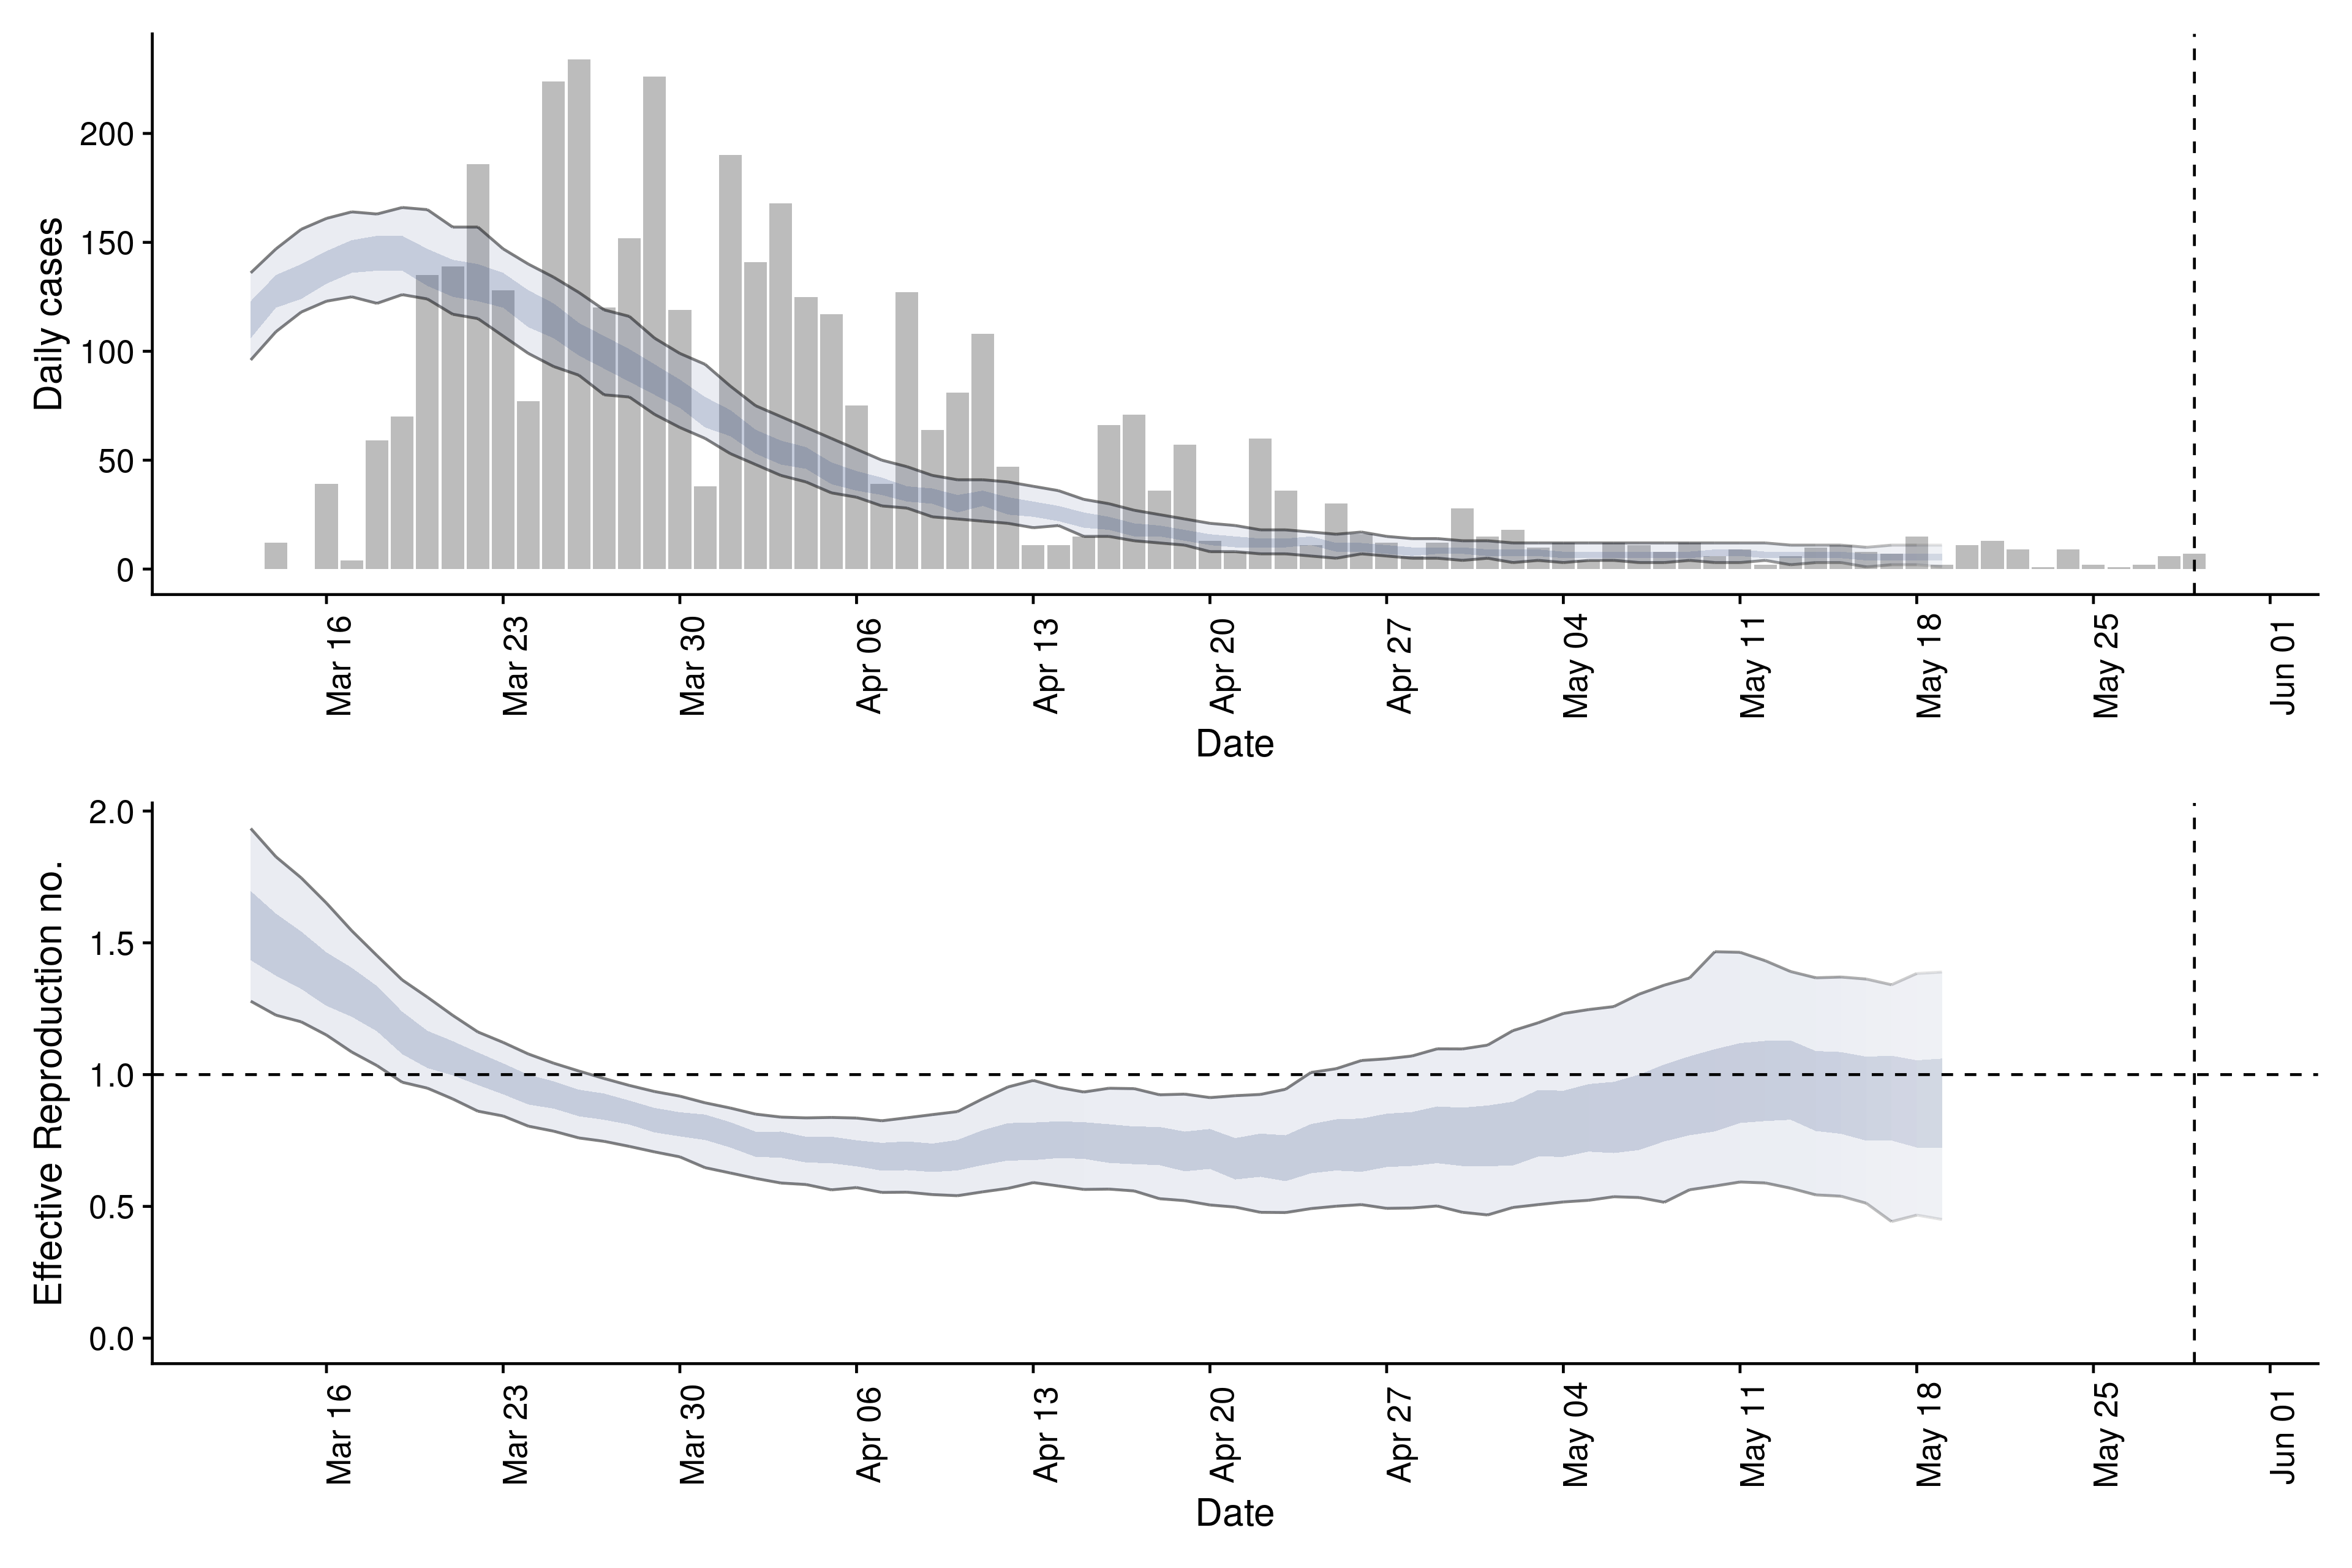 Daily cases
200
150
100
50
0
Mar 16
Mar 23
Mar 30
Apr 06
Apr 13
Apr 20
Apr 27
May 04
May 11
May 18
May 25
Jun 01
Date
Effective Reproduction no.
2.0
1.5
1.0
0.5
0.0
Mar 16
Mar 23
Mar 30
Apr 06
Apr 13
Apr 20
Apr 27
May 04
May 11
May 18
May 25
Jun 01
Date